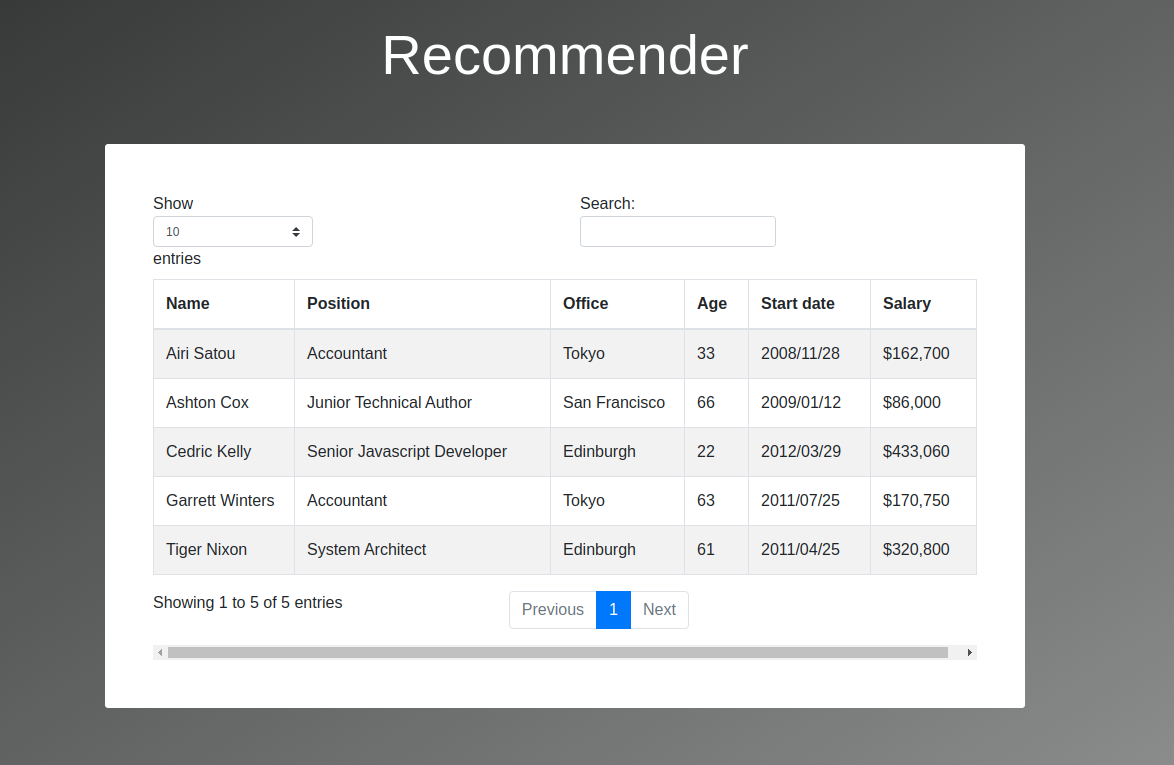 Recommender
Show
Search:
10
entries
Name Position Office Age Start date Salary
Airi Satou Accountant Tokyo 33 2008/11/28 $162,700
Ashton Cox Junior Technical Author San Francisco 66 2009/01/12 $86,000
Cedric Kelly Senior Javascript Developer Edinburgh 22 2012/03/29 $433,060
Garrett Winters Accountant Tokyo 63 2011/07/25 $170,750
Tiger Nixon System Architect Edinburgh 61 2011/04/25 $320,800
Showing 1 to 5 of 5 entries
Previous 1 Next